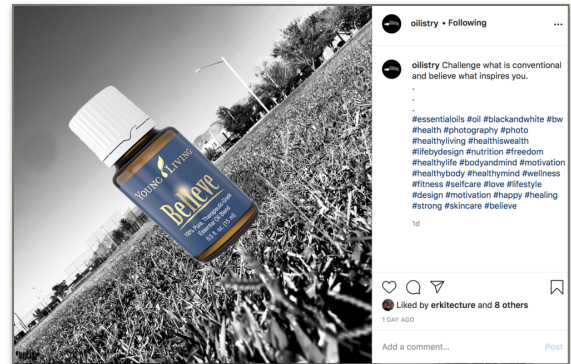 oilistry • Following
oilistry Challenge what is conventional
and believe what inspires you.
.
.
.
#essentialoils #oil #blackandwhite #bw
#health #photography #photo
#healthyliving #healthiswealth
#lifebydesign #nutrition #freedom
#healthylife #bodyandmind #motivation
#healthybody #healthymind #wellness
#fitness #selfcare #love #lifestyle
#design #motivation #happy #healing
#strong #skincare #believe
1d
Liked by erkitecture and 8 others
1 DAY AGO
Add a comment...
Post
YOUNG LIVING
Believe
100% Pure, Therapeutic-Grade
Essential Oil Blend
0.5 fl. oz. (15 ml)